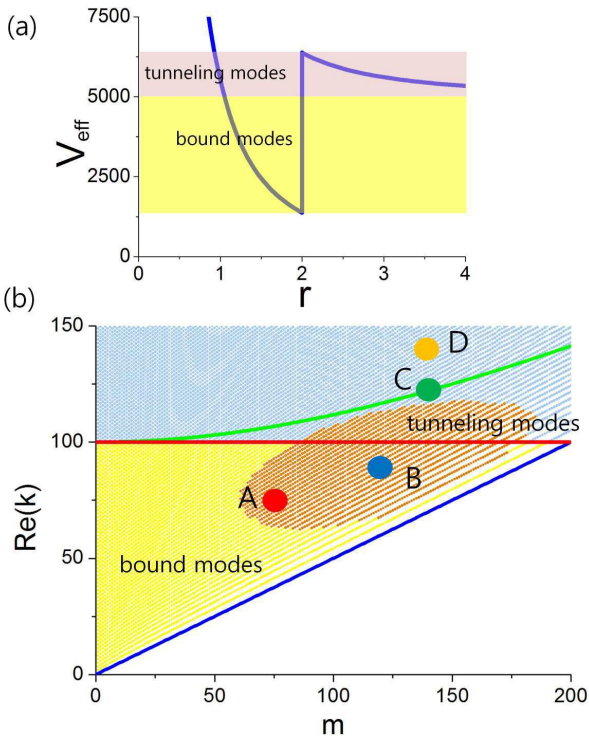 (a)
7500
5000
2500
0
V_eff
tunneling modes
bound modes
0 1 2 3 4
r
(b)
150
100
50
0
Re(k)
D
C
tunneling modes
B
A
bound modes
0 50 100 150 200
m